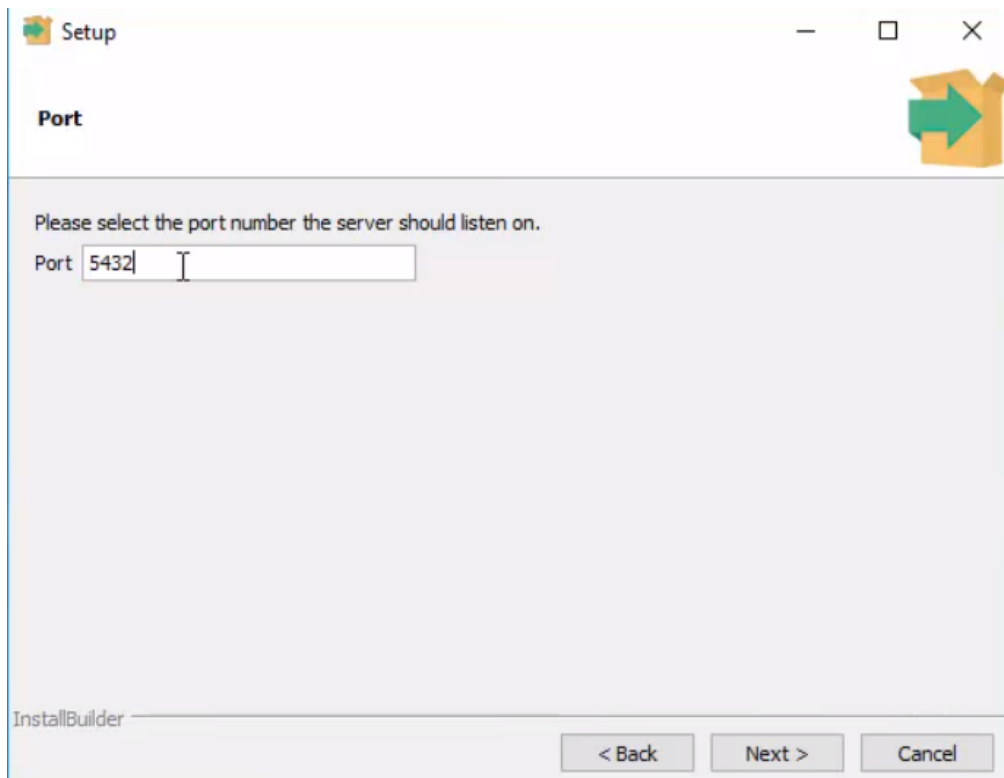 Setup
Port
Please select the port number the server should listen on.
Port 5432
InstallBuilder
< Back Next > Cancel